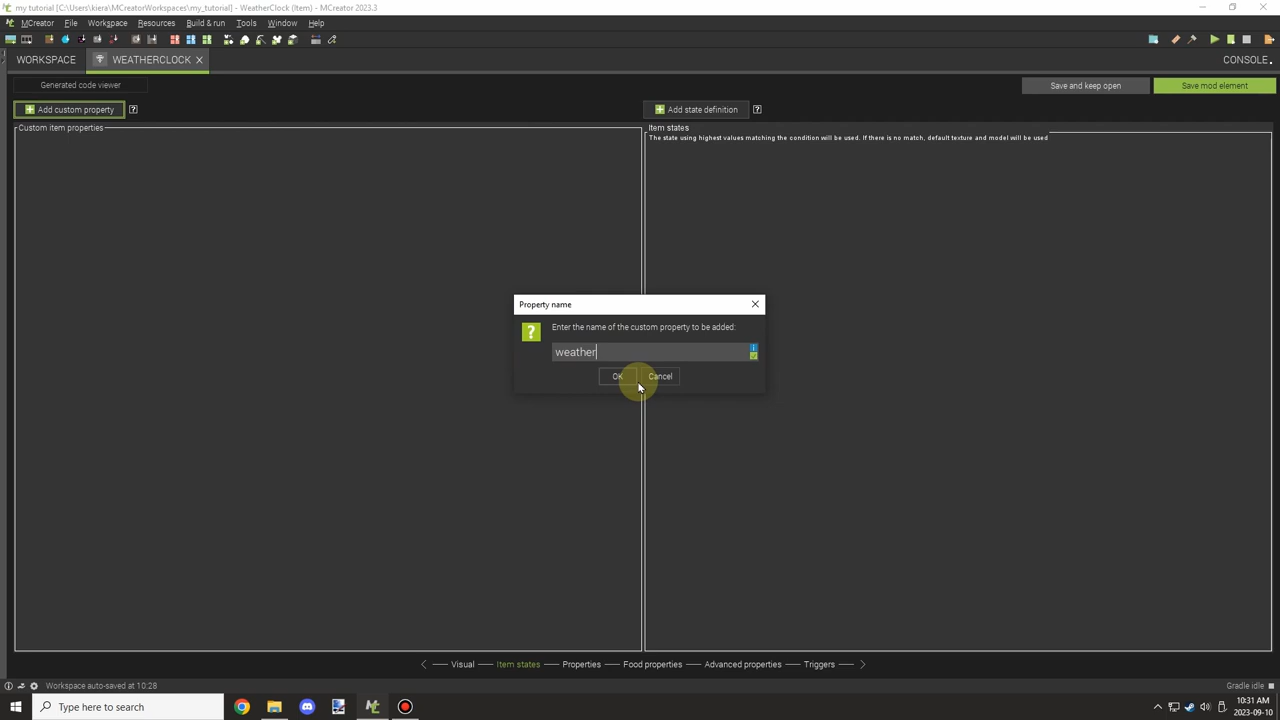 my tutorial [C:\Users\kiera\MCreatorWorkspaces\my_tutorial] - WeatherClock (Item) - MCreator 2023.3
MCreator File Workspace Resources Build & run Tools Window Help
WORKSPACE WEATHERCLOCK CONSOLE
Generated code viewer Save and keep open Save mod element
Add custom property ? Add state definition ?
Custom item properties Item states
The state using highest values matching the condition will be used. If there is no match, default texture and model will be used
Property name
Enter the name of the custom property to be added:
weather
OK Cancel
Visual Item states Properties Food properties Advanced properties Triggers
Workspace auto-saved at 10:28 Gradle idle
Type here to search 10:31 AM
2023-09-10